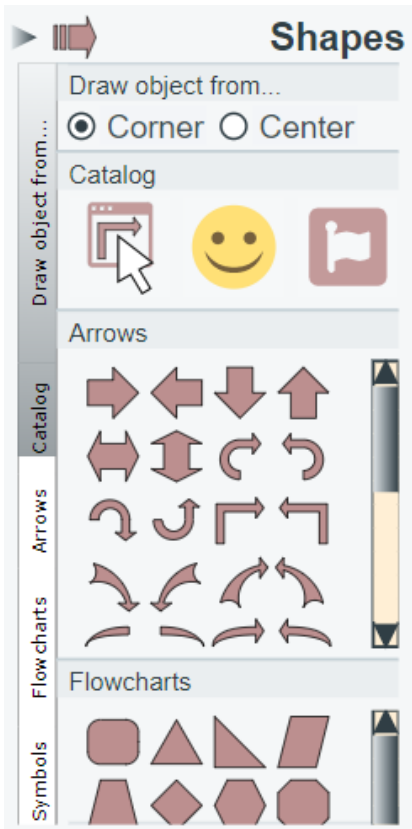 Shapes
Draw object from...
Corner Center
Catalog
Arrows
Flowcharts
Draw object from...
Catalog
Arrows
Flowcharts
Symbols